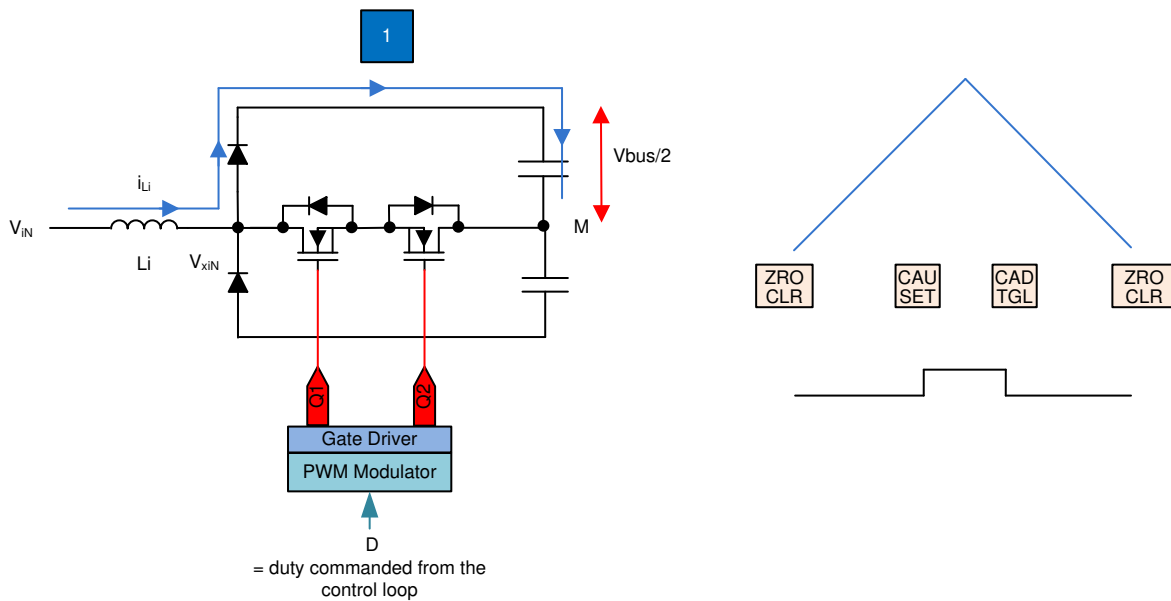 1
Vbus/2
iLi
ViN
Li
VxiN
M
Q1
Q2
Gate Driver
PWM Modulator
D
= duty commanded from the
control loop
ZRO
CLR
CAU
SET
CAD
TGL
ZRO
CLR